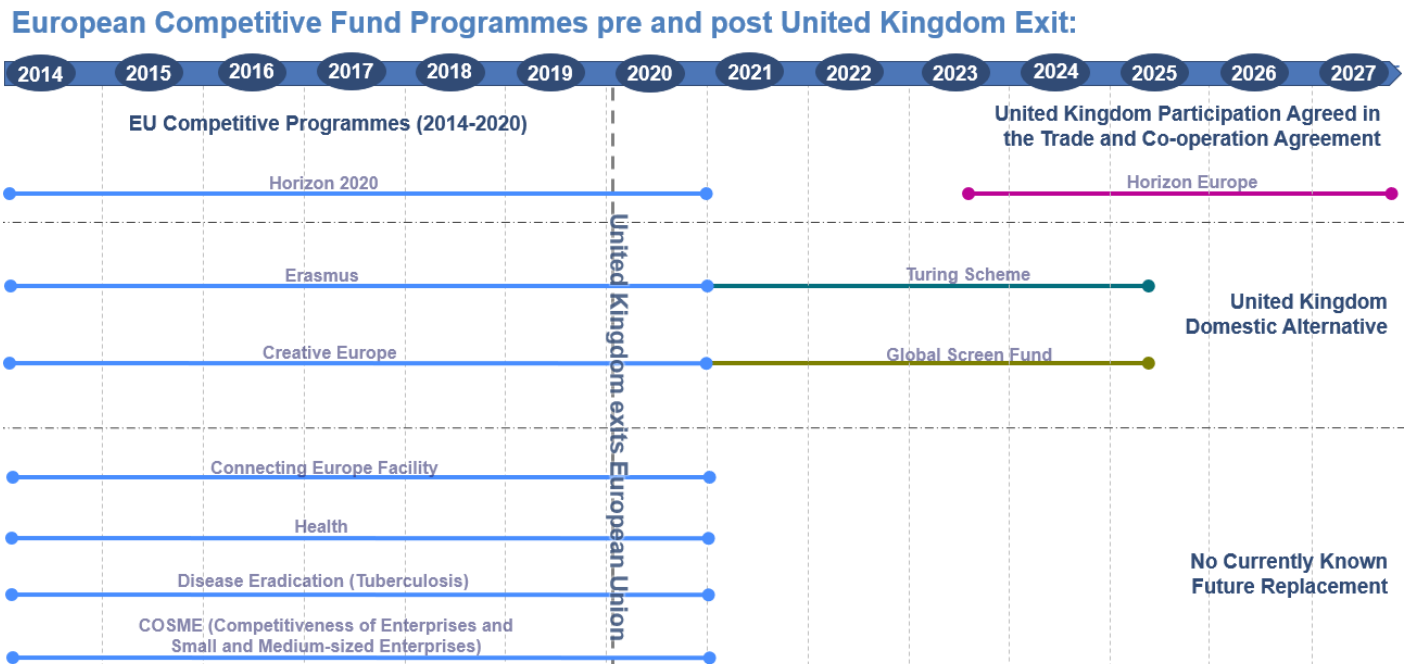 European Competitive Fund Programmes pre and post United Kingdom Exit:
2014 2015 2016 2017 2018 2019 2020 2021 2022 2023 2024 2025 2026 2027
EU Competitive Programmes (2014-2020)
United Kingdom Participation Agreed in
the Trade and Co-operation Agreement
Horizon 2020
Horizon Europe
United Kingdom exits European Union
Erasmus
Turing Scheme
United Kingdom
Domestic Alternative
Creative Europe
Global Screen Fund
Connecting Europe Facility
Health
No Currently Known
Future Replacement
Disease Eradication (Tuberculosis)
COSME (Competitiveness of Enterprises and
Small and Medium-sized Enterprises)